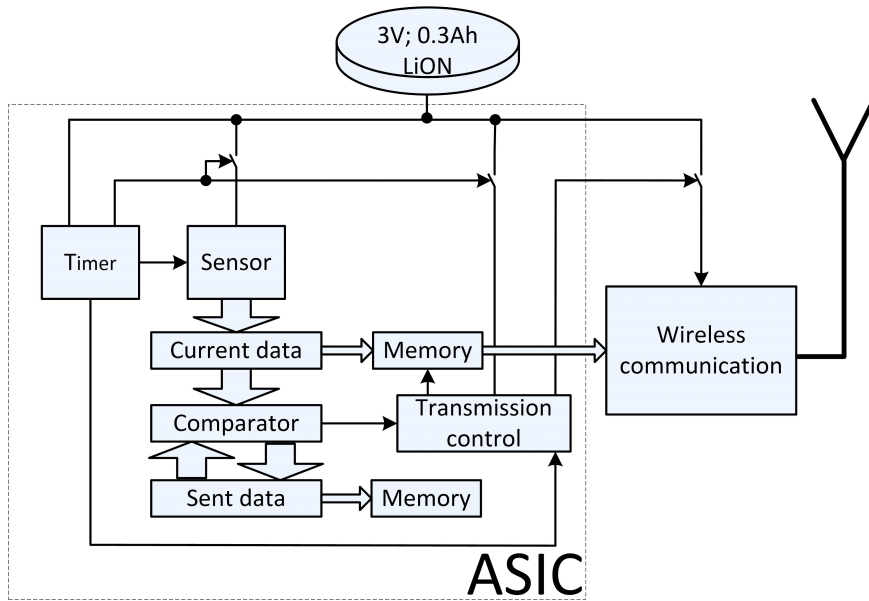 3V; 0.3Ah
LiON
Timer
Sensor
Current data
Memory
Wireless
communication
Comparator
Transmission
control
Sent data
Memory
ASIC